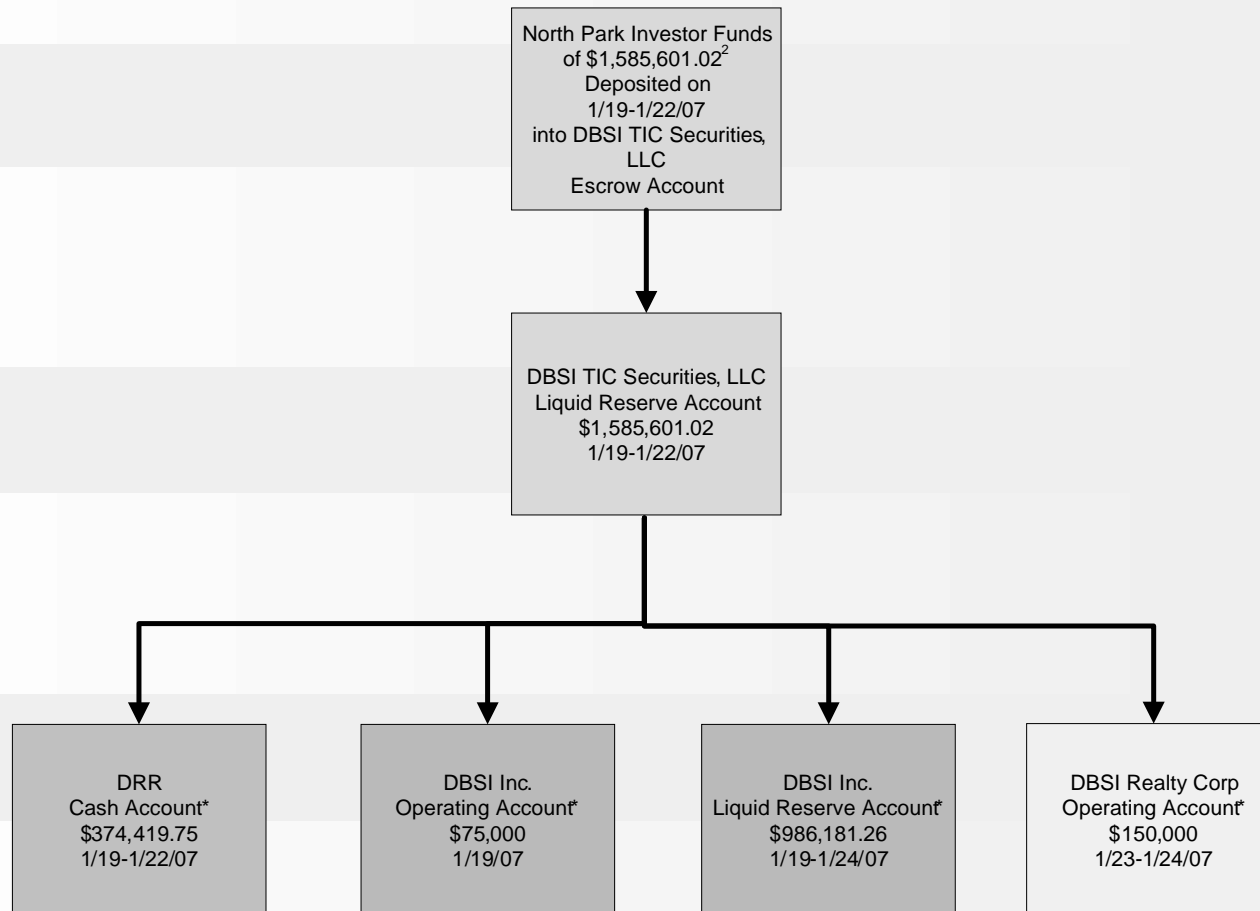 North Park Investor Funds
of $1,585,601.02²
Deposited on
1/19-1/22/07
into DBSI TIC Securities,
LLC
Escrow Account
DBSI TIC Securities, LLC
Liquid Reserve Account
$1,585,601.02
1/19-1/22/07
DRR
Cash Account*
$374,419.75
1/19-1/22/07
DBSI Inc.
Operating Account*
$75,000
1/19/07
DBSI Inc.
Liquid Reserve Account*
$986,181.26
1/19-1/24/07
DBSI Realty Corp
Operating Account*
$150,000
1/23-1/24/07